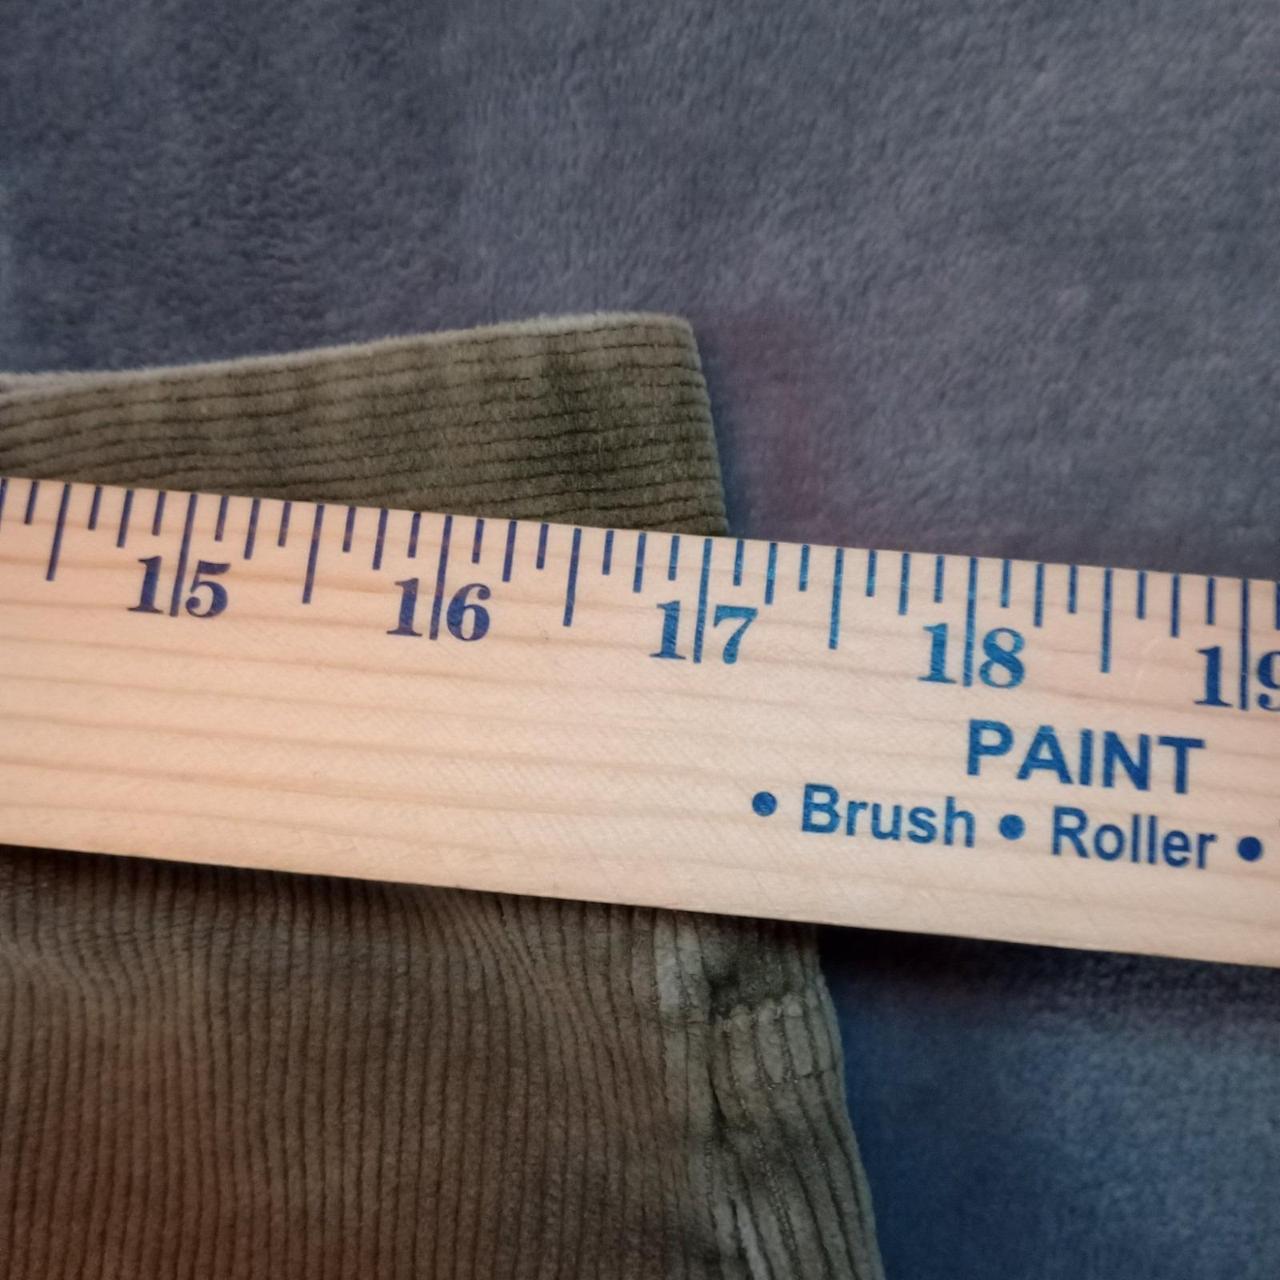 15 16 17 18 19
PAINT
• Brush • Roller •